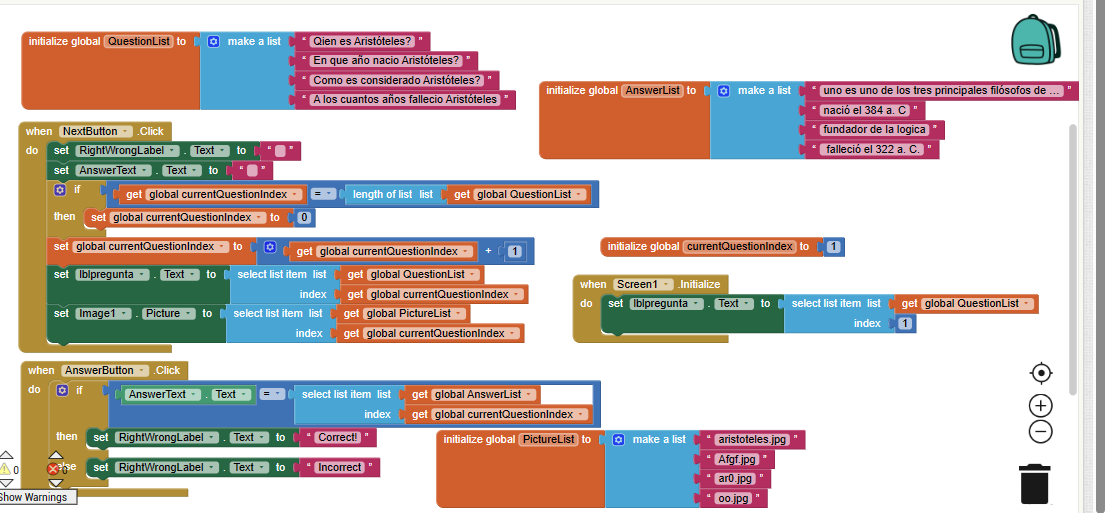 initialize global QuestionList to make a list " Qien es Aristóteles? "
" En que año nacio Aristóteles? "
" Como es considerado Aristóteles? "
" A los cuantos años fallecio Aristóteles "
initialize global AnswerList to make a list " uno es uno de los tres principales filósofos de ... "
" nació el 384 a. C "
" fundador de la logica "
" falleció el 322 a. C. "
when NextButton .Click
do set RightWrongLabel . Text to " "
set AnswerText . Text to " "
if get global currentQuestionIndex = length of list list get global QuestionList
then set global currentQuestionIndex to 0
set global currentQuestionIndex to get global currentQuestionIndex + 1
set lblpregunta . Text to select list item list get global QuestionList
index get global currentQuestionIndex
set Image1 . Picture to select list item list get global PictureList
index get global currentQuestionIndex
initialize global currentQuestionIndex to 1
when Screen1 .Initialize
do set lblpregunta . Text to select list item list get global QuestionList
index 1
when AnswerButton .Click
do if AnswerText . Text = select list item list get global AnswerList
index get global currentQuestionIndex
then set RightWrongLabel . Text to " Correct! "
else set RightWrongLabel . Text to " Incorrect "
initialize global PictureList to make a list " aristoteles.jpg "
" Afgf.jpg "
" ar0.jpg "
" oo.jpg "
0
Show Warnings